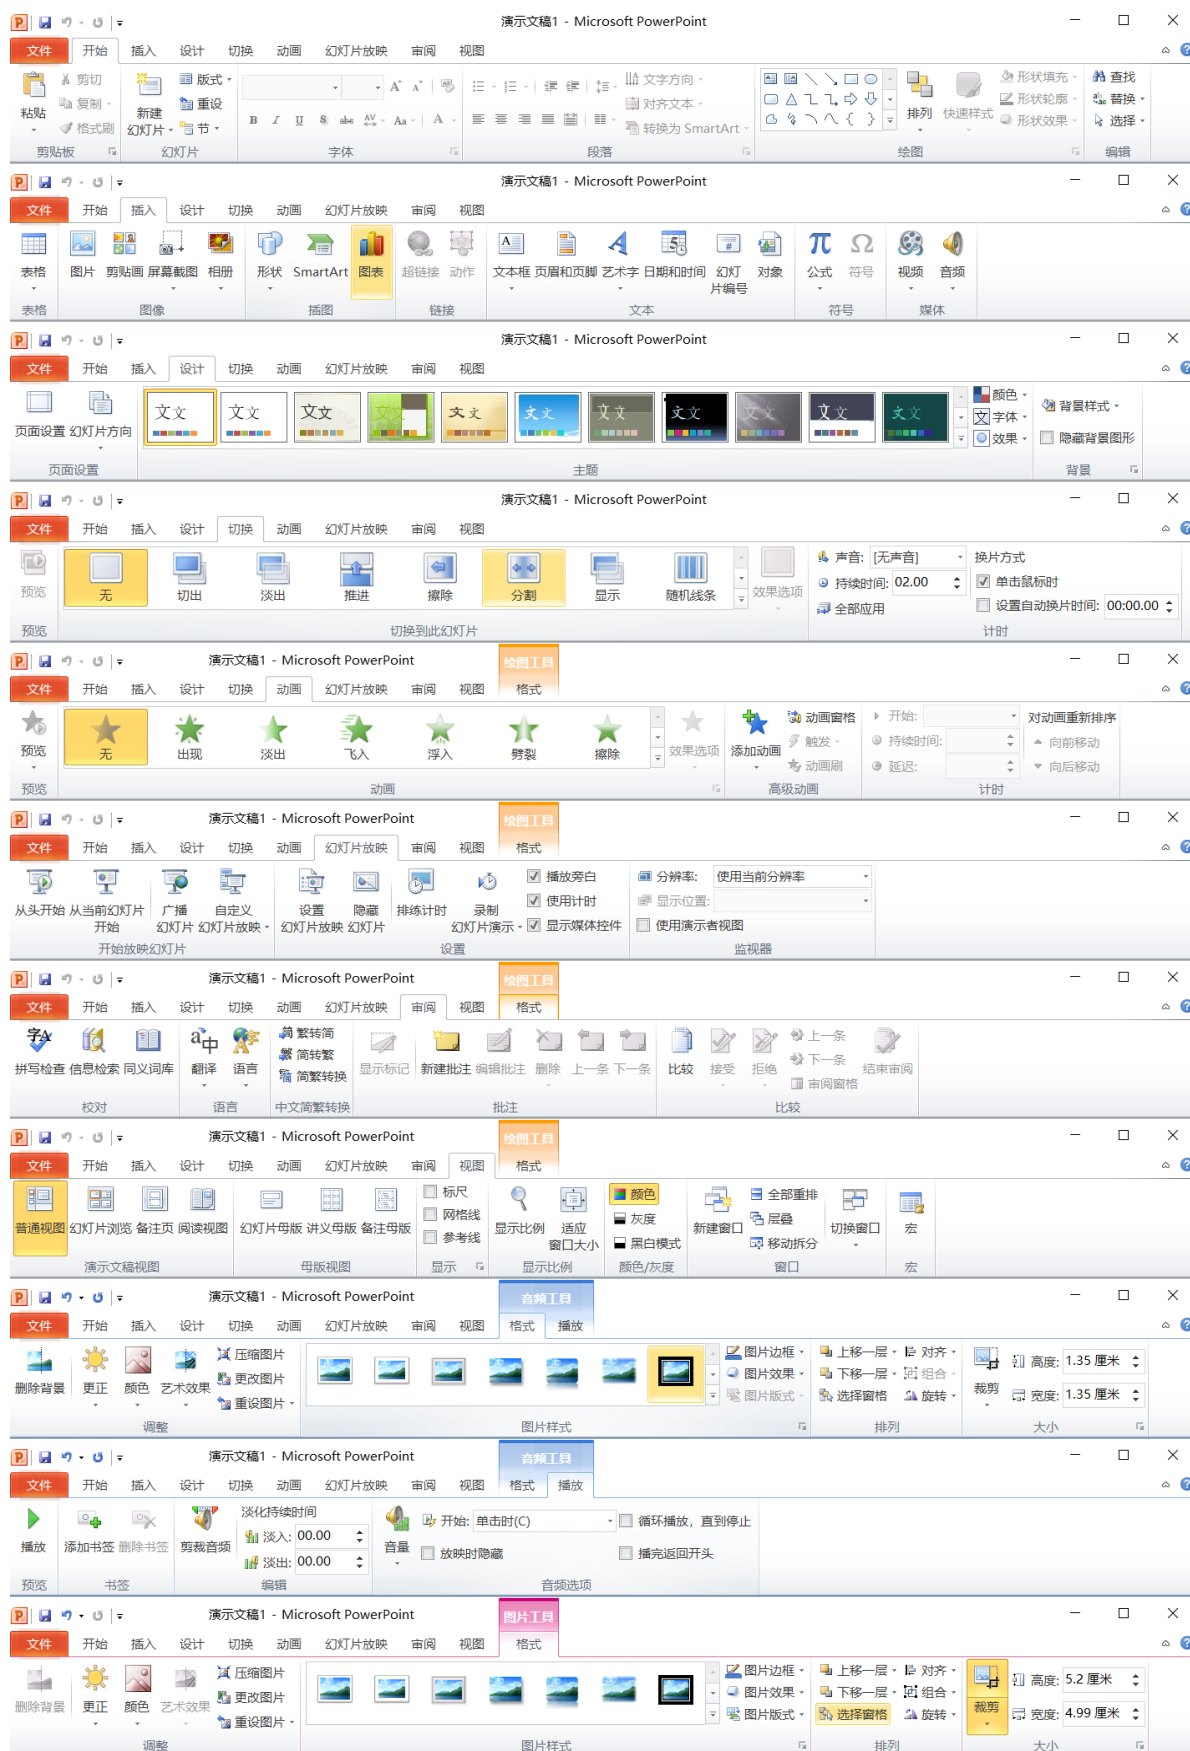 演示文稿1 - Microsoft PowerPoint
文件 开始 插入 设计 切换 动画 幻灯片放映 审阅 视图
粘贴 剪切 复制 格式刷 新建 幻灯片 版式 重设 节 B I U S abc AV Aa A 文字方向 对齐文本 转换为 SmartArt 排列 快速样式 形状填充 形状轮廓 形状效果 查找 替换 选择
剪贴板 幻灯片 字体 段落 绘图 编辑
演示文稿1 - Microsoft PowerPoint
文件 开始 插入 设计 切换 动画 幻灯片放映 审阅 视图
表格 图片 剪贴画 屏幕截图 相册 形状 SmartArt 图表 超链接 动作 文本框 页眉和页脚 艺术字 日期和时间 幻灯片编号 对象 公式 符号 视频 音频
表格 图像 插图 链接 文本 符号 媒体
演示文稿1 - Microsoft PowerPoint
文件 开始 插入 设计 切换 动画 幻灯片放映 审阅 视图
页面设置 幻灯片方向 文文 文文 文文 文文 文文 文文 文文 文文 文文 文文 文文 颜色 字体 效果 背景样式 隐藏背景图形
页面设置 主题 背景
演示文稿1 - Microsoft PowerPoint
文件 开始 插入 设计 切换 动画 幻灯片放映 审阅 视图
预览 无 切出 淡出 推进 擦除 分割 显示 随机线条 效果选项 声音: [无声音] 持续时间: 02.00 全部应用 换片方式 单击鼠标时 设置自动换片时间: 00:00.00
预览 切换到此幻灯片 计时
演示文稿1 - Microsoft PowerPoint 绘图工具
文件 开始 插入 设计 切换 动画 幻灯片放映 审阅 视图 格式
预览 无 出现 淡出 飞入 浮入 劈裂 擦除 效果选项 添加动画 动画窗格 触发 动画刷 开始: 持续时间: 延迟: 对动画重新排序 向前移动 向后移动
预览 动画 高级动画 计时
演示文稿1 - Microsoft PowerPoint 绘图工具
文件 开始 插入 设计 切换 动画 幻灯片放映 审阅 视图 格式
从头开始 从当前幻灯片开始 广播幻灯片 自定义幻灯片放映 设置幻灯片放映 隐藏幻灯片 排练计时 录制幻灯片演示 播放旁白 使用计时 显示媒体控件 分辨率: 使用当前分辨率 显示位置: 使用演示者视图
开始放映幻灯片 设置 监视器
演示文稿1 - Microsoft PowerPoint 绘图工具
文件 开始 插入 设计 切换 动画 幻灯片放映 审阅 视图 格式
拼写检查 信息检索 同义词库 翻译 语言 繁转简 简转繁 简繁转换 显示标记 新建批注 编辑批注 删除 上一条 下一条 比较 接受 拒绝 上一条 下一条 审阅窗格 结束审阅
校对 语言 中文简繁转换 批注 比较
演示文稿1 - Microsoft PowerPoint 绘图工具
文件 开始 插入 设计 切换 动画 幻灯片放映 审阅 视图 格式
普通视图 幻灯片浏览 备注页 阅读视图 幻灯片母版 讲义母版 备注母版 标尺 网格线 参考线 显示比例 适应窗口大小 颜色 灰度 黑白模式 新建窗口 全部重排 层叠 移动拆分 切换窗口 宏
演示文稿视图 母版视图 显示 显示比例 颜色/灰度 窗口 宏
演示文稿1 - Microsoft PowerPoint 音频工具
文件 开始 插入 设计 切换 动画 幻灯片放映 审阅 视图 格式 播放
删除背景 更正 颜色 艺术效果 压缩图片 更改图片 重设图片 图片边框 图片效果 图片版式 上移一层 下移一层 选择窗格 对齐 组合 旋转 裁剪 高度: 1.35 厘米 宽度: 1.35 厘米
调整 图片样式 排列 大小
演示文稿1 - Microsoft PowerPoint 音频工具
文件 开始 插入 设计 切换 动画 幻灯片放映 审阅 视图 格式 播放
播放 添加书签 删除书签 剪裁音频 淡化持续时间 淡入: 00.00 淡出: 00.00 音量 开始: 单击时(C) 放映时隐藏 循环播放，直到停止 播完返回开头
预览 书签 编辑 音频选项
演示文稿1 - Microsoft PowerPoint 图片工具
文件 开始 插入 设计 切换 动画 幻灯片放映 审阅 视图 格式
删除背景 更正 颜色 艺术效果 压缩图片 更改图片 重设图片 图片边框 图片效果 图片版式 上移一层 下移一层 选择窗格 对齐 组合 旋转 裁剪 高度: 5.2 厘米 宽度: 4.99 厘米
调整 图片样式 排列 大小